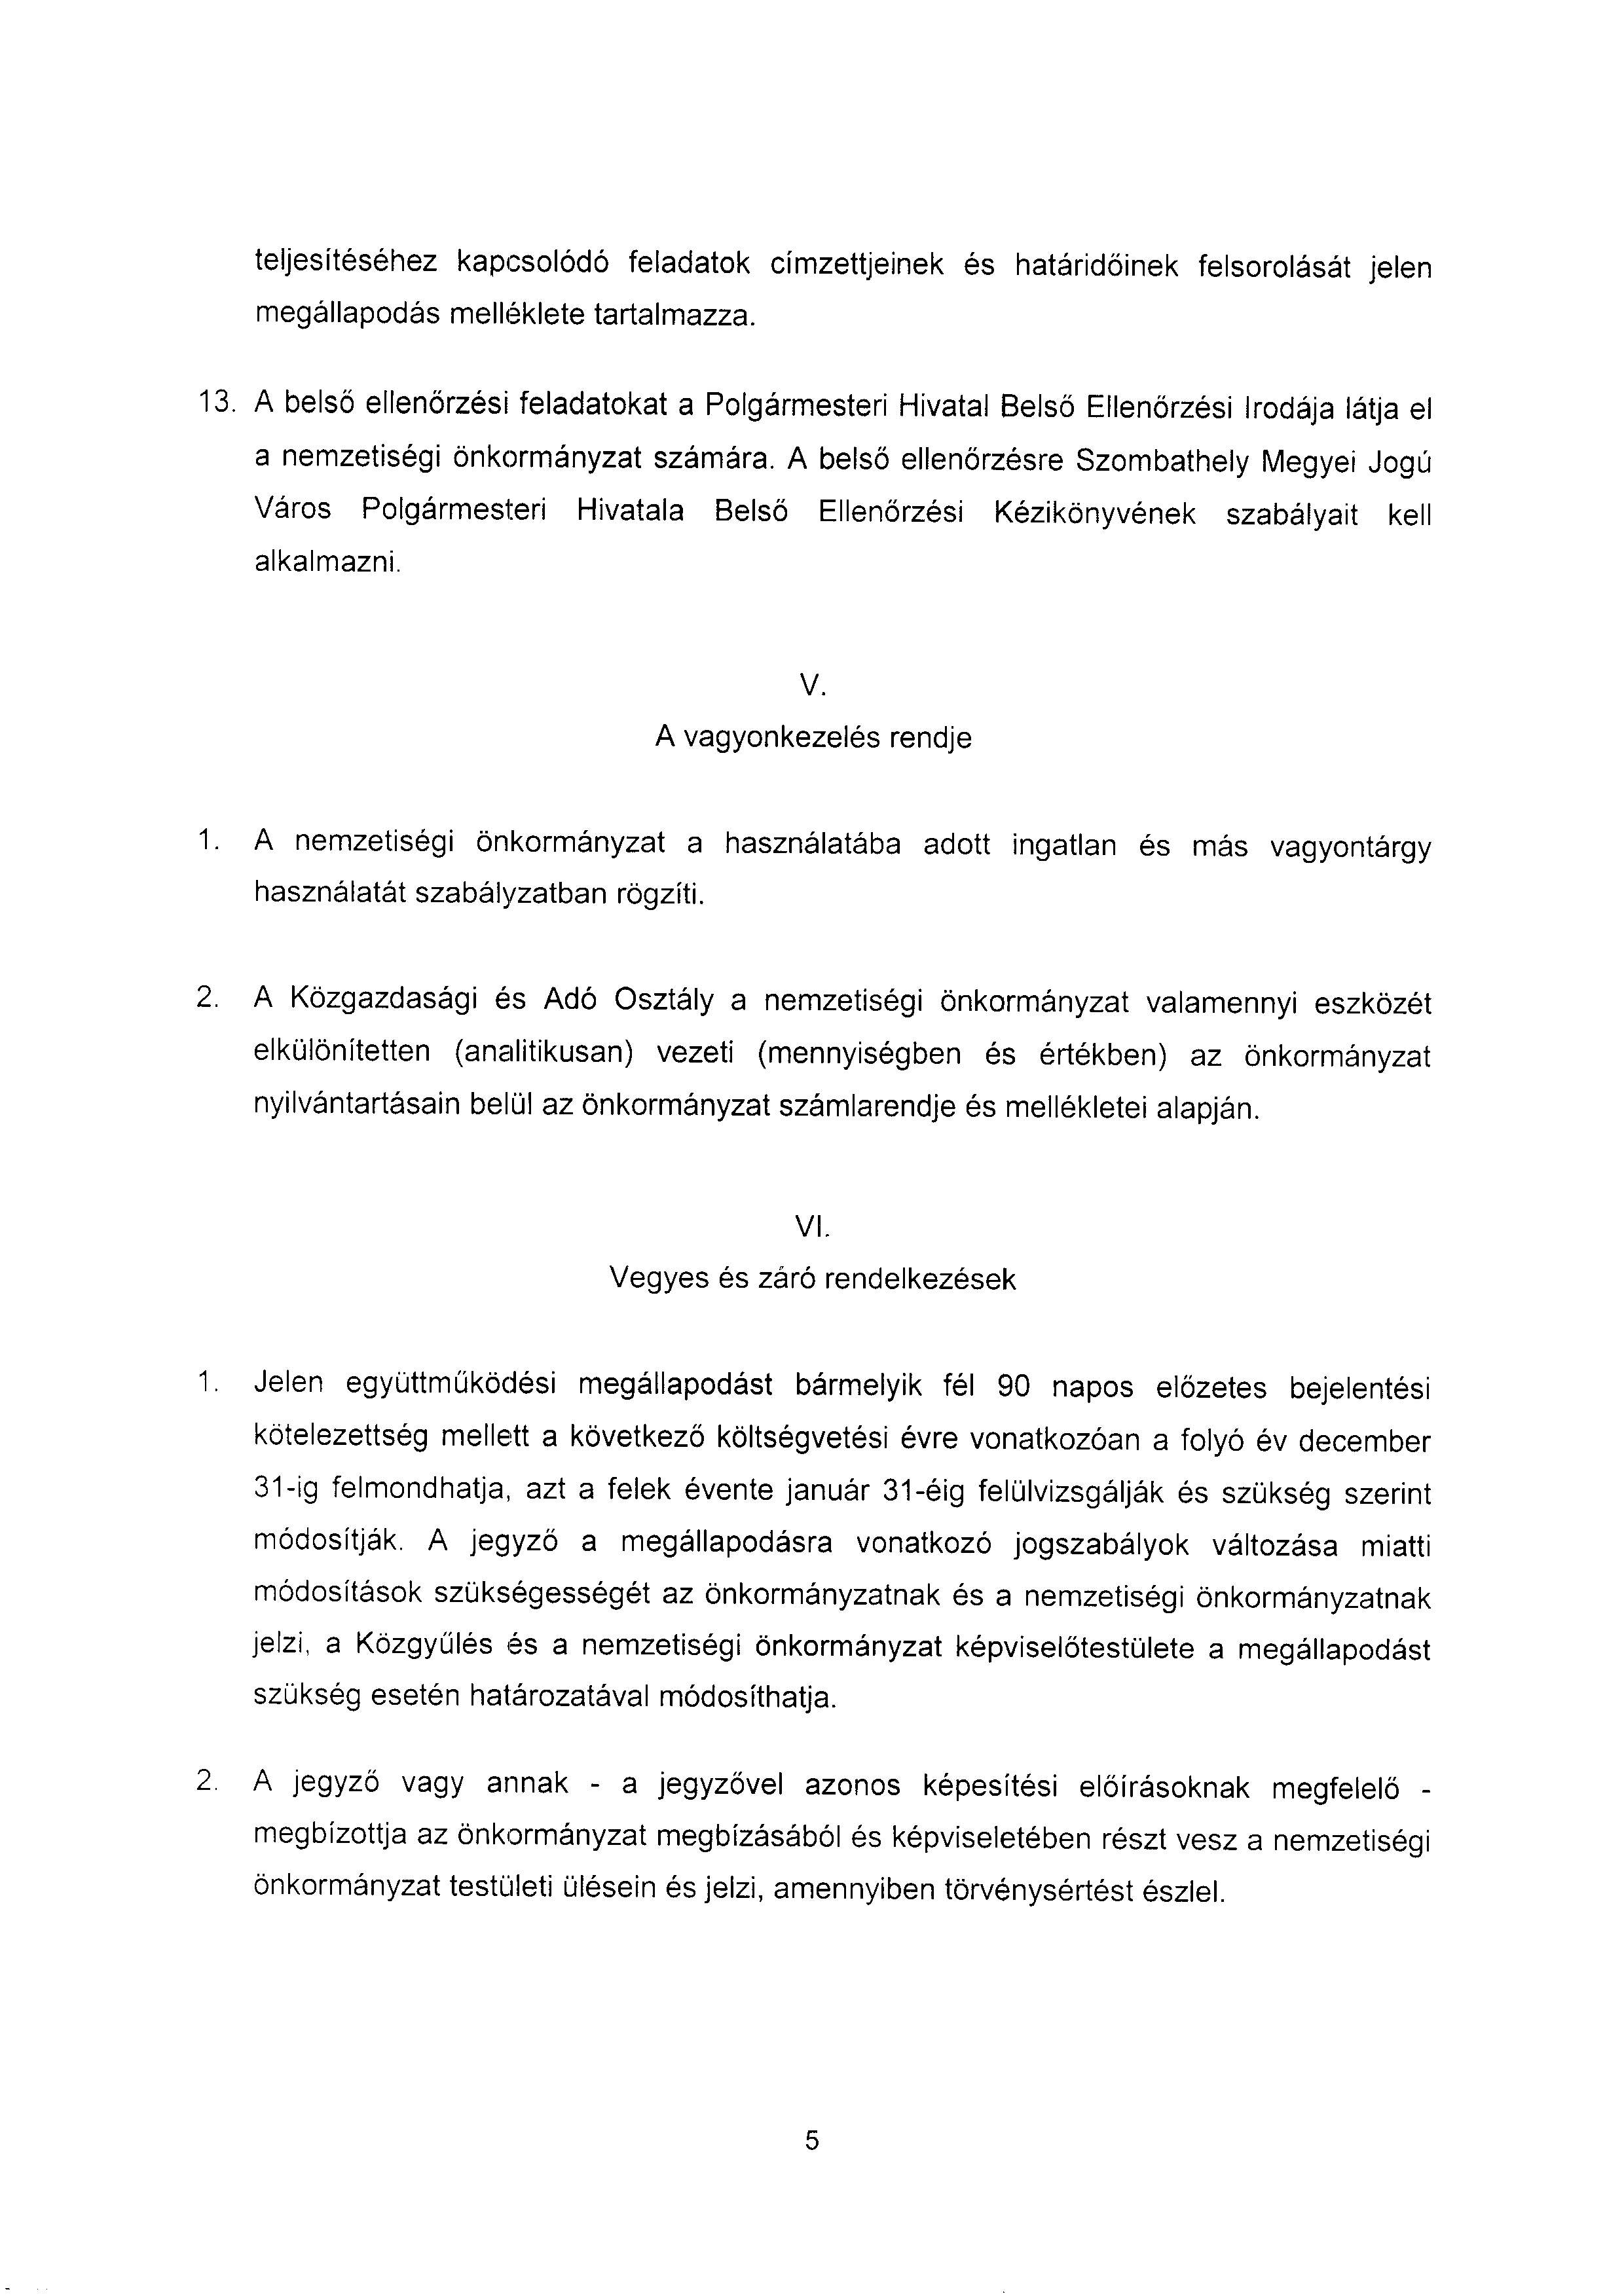 teljesítéséhez kapcsolódó feladatok címzettjeinek és határidőinek felsorolását jelen
megállapodás melléklete tartalmazza.
13. A belső ellenőrzési feladatokat a Polgármesteri Hivatal Belső Ellenőrzési Irodája látja el
a nemzetiségi önkormányzat számára. A belső ellenőrzésre Szombathely Megyei Jogú
Város Polgármesteri Hivatala Belső Ellenőrzési Kézikönyvének szabályait kell
alkalmazni.
V.
A vagyonkezelés rendje
1. A nemzetiségi önkormányzat a használatába adott ingatlan és más vagyontárgy
használatát szabályzatban rögzíti.
2. A Közgazdasági és Adó Osztály a nemzetiségi önkormányzat valamennyi eszközét
elkülönítetten (analitikusan) vezeti (mennyiségben és értékben) az önkormányzat
nyilvántartásain belül az önkormányzat számlarendje és mellékletei alapján.
VI.
Vegyes és záró rendelkezések
1. Jelen együttműködési megállapodást bármelyik fél 90 napos előzetes bejelentési
kötelezettség mellett a következő költségvetési évre vonatkozóan a folyó év december
31-ig felmondhatja, azt a felek évente január 31-éig felülvizsgálják és szükség szerint
módosítják. A jegyző a megállapodásra vonatkozó jogszabályok változása miatti
módosítások szükségességét az önkormányzatnak és a nemzetiségi önkormányzatnak
jelzi, a Közgyűlés és a nemzetiségi önkormányzat képviselőtestülete a megállapodást
szükség esetén határozatával módosíthatja.
2. A jegyző vagy annak - a jegyzővel azonos képesítési előírásoknak megfelelő -
megbízottja az önkormányzat megbízásából és képviseletében részt vesz a nemzetiségi
önkormányzat testületi ülésein és jelzi, amennyiben törvénysértést észlel.
5